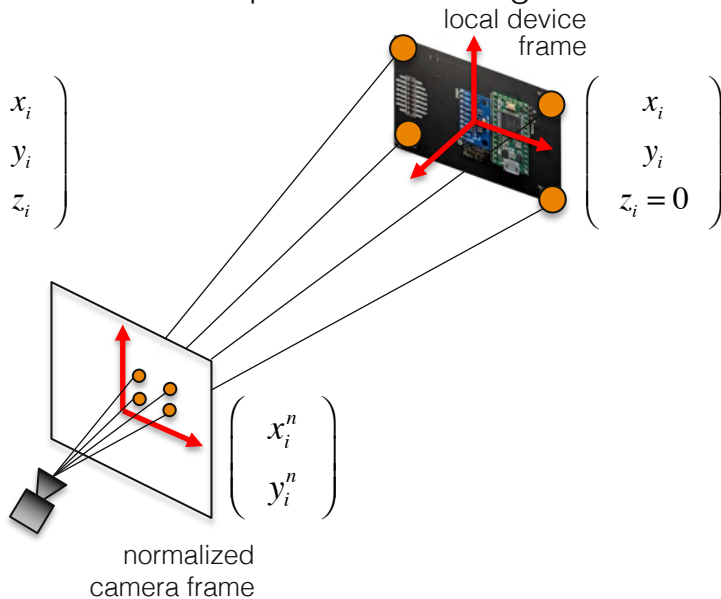 local device
frame
x_i
y_i
z_i
x_i
y_i
z_i = 0
x_i^n
y_i^n
normalized
camera frame